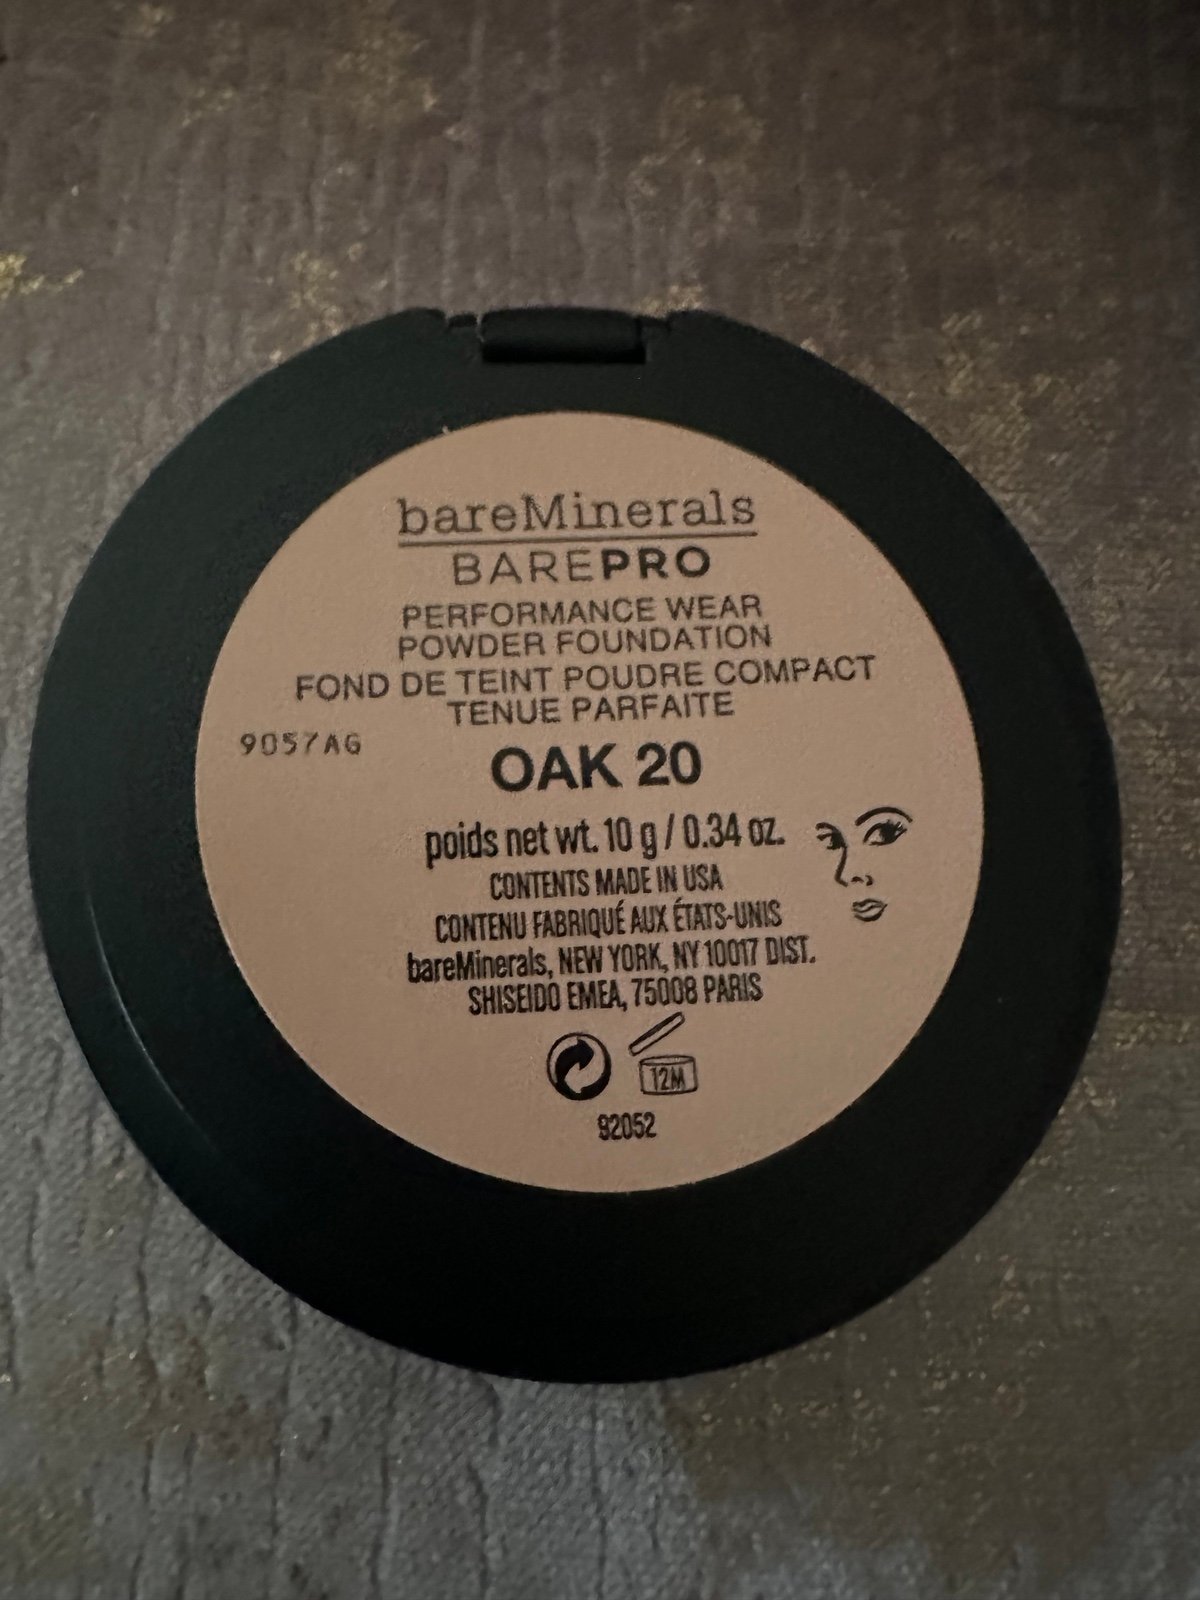 bareMinerals
BAREPRO
PERFORMANCE WEAR
POWDER FOUNDATION
FOND DE TEINT POUDRE COMPACT
TENUE PARFAITE
9057AG
OAK 20
poids net wt. 10 g / 0.34 oz.
CONTENTS MADE IN USA
CONTENU FABRIQUÉ AUX ÉTATS-UNIS
bareMinerals, NEW YORK, NY 10017 DIST.
SHISEIDO EMEA, 75008 PARIS
12M
92052